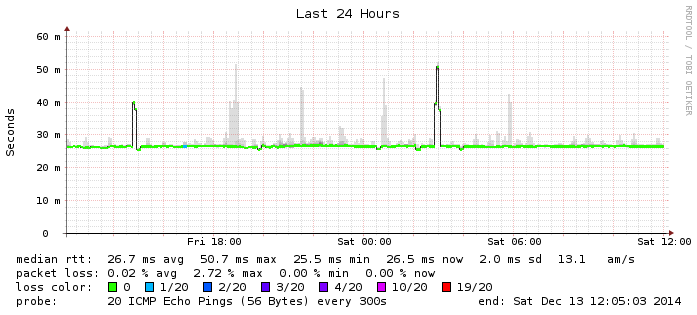 Last 24 Hours
RRDTOOL / TOBI OETIKER
Seconds
60 m
50 m
40 m
30 m
20 m
10 m
0
Fri 18:00 Sat 00:00 Sat 06:00 Sat 12:00
median rtt: 26.7 ms avg 50.7 ms max 25.5 ms min 26.5 ms now 2.0 ms sd 13.1 am/s
packet loss: 0.02 % avg 2.72 % max 0.00 % min 0.00 % now
loss color: 0 1/20 2/20 3/20 4/20 10/20 19/20
probe: 20 ICMP Echo Pings (56 Bytes) every 300s end: Sat Dec 13 12:05:03 2014